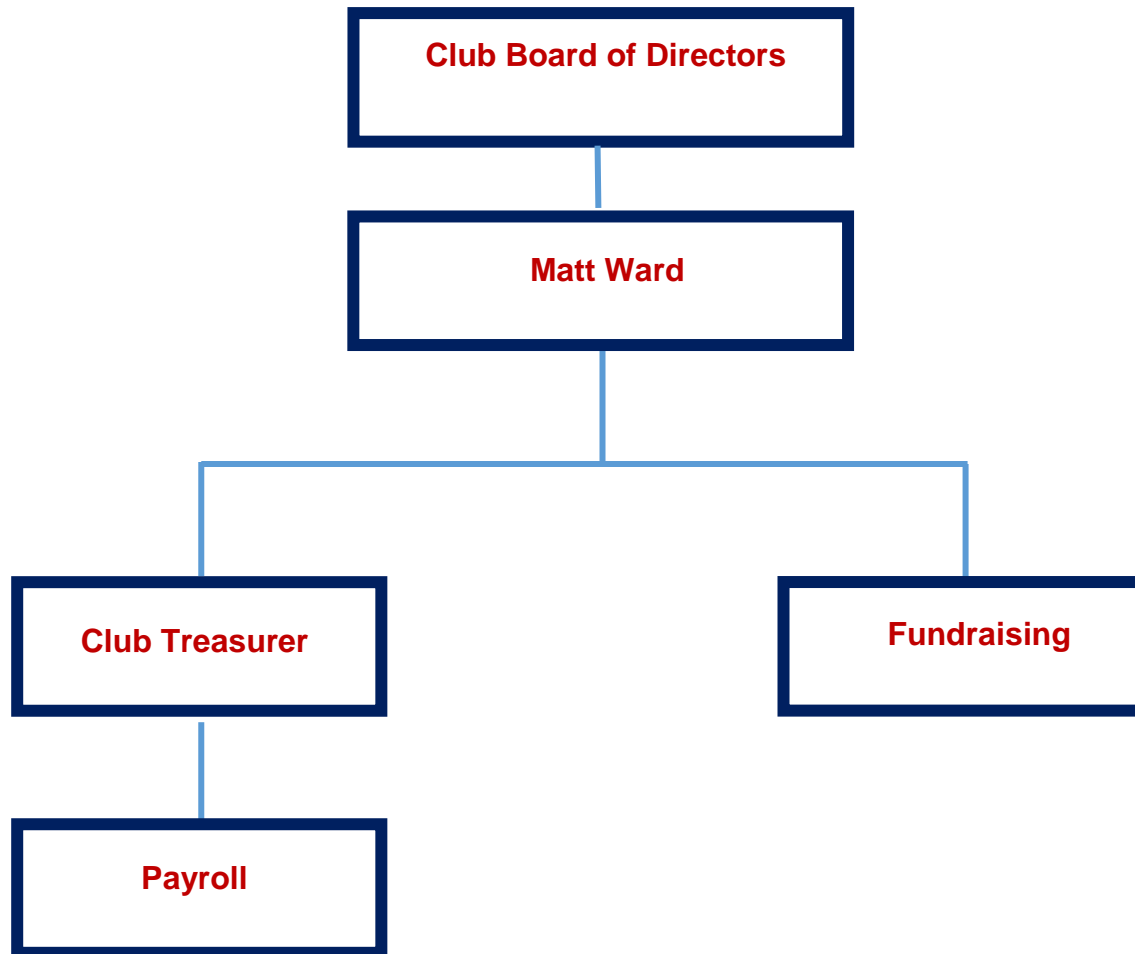 Club Board of Directors
Matt Ward
Club Treasurer
Fundraising
Payroll